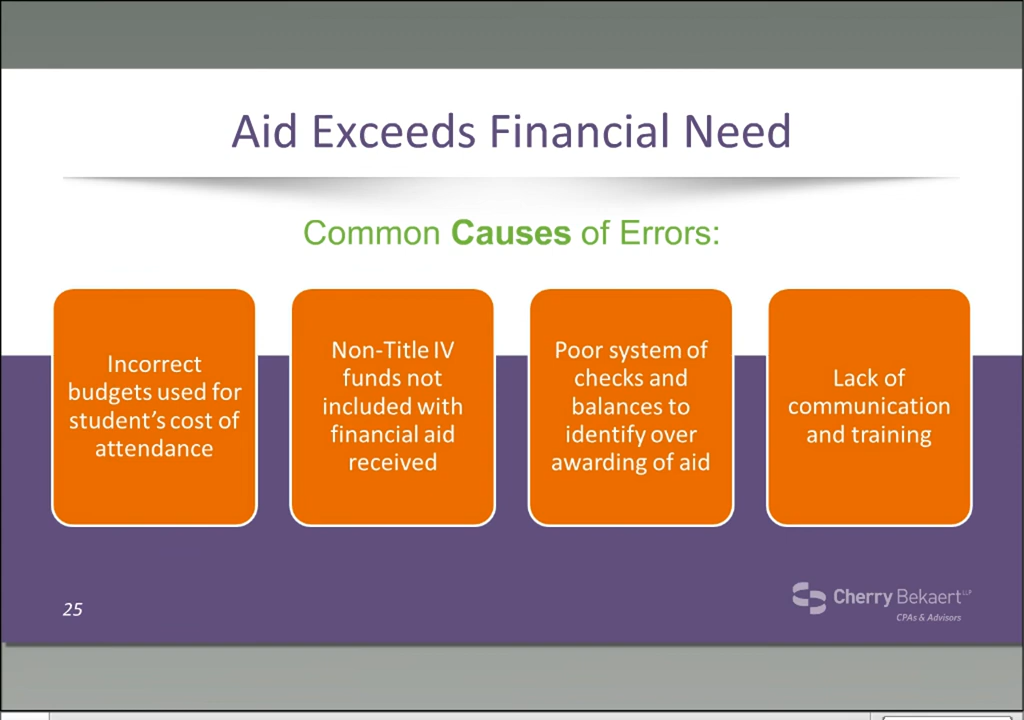 Aid Exceeds Financial Need
Common Causes of Errors:
Incorrect
budgets used for
student’s cost of
attendance
Non-Title IV
funds not
included with
financial aid
received
Poor system of
checks and
balances to
identify over
awarding of aid
Lack of
communication
and training
25
Cherry Bekaert LLP
CPAs & Advisors